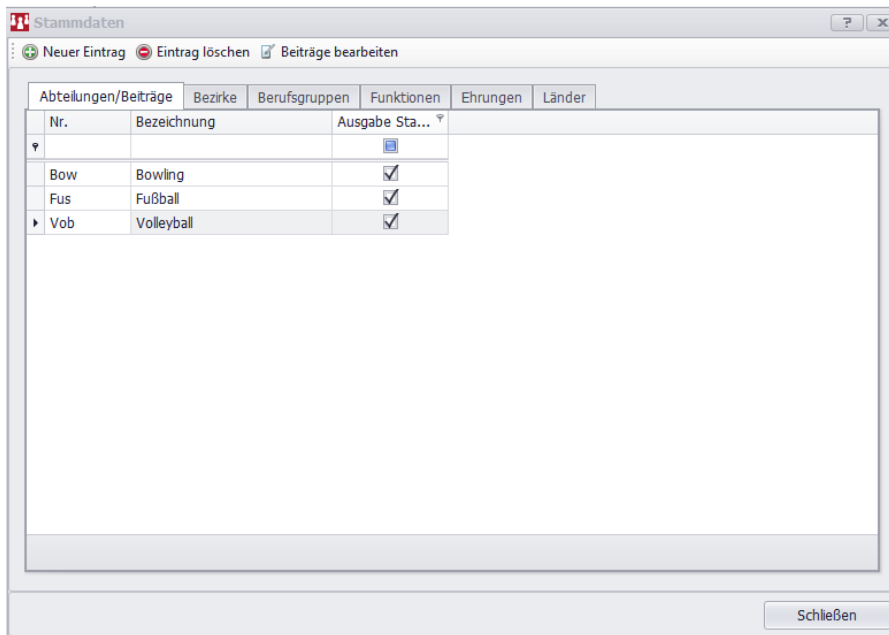 Stammdaten
Neuer Eintrag Eintrag löschen Beiträge bearbeiten
Abteilungen/Beiträge Bezirke Berufsgruppen Funktionen Ehrungen Länder
Nr. Bezeichnung Ausgabe Sta...
Bow Bowling
Fus Fußball
Vob Volleyball
Schließen